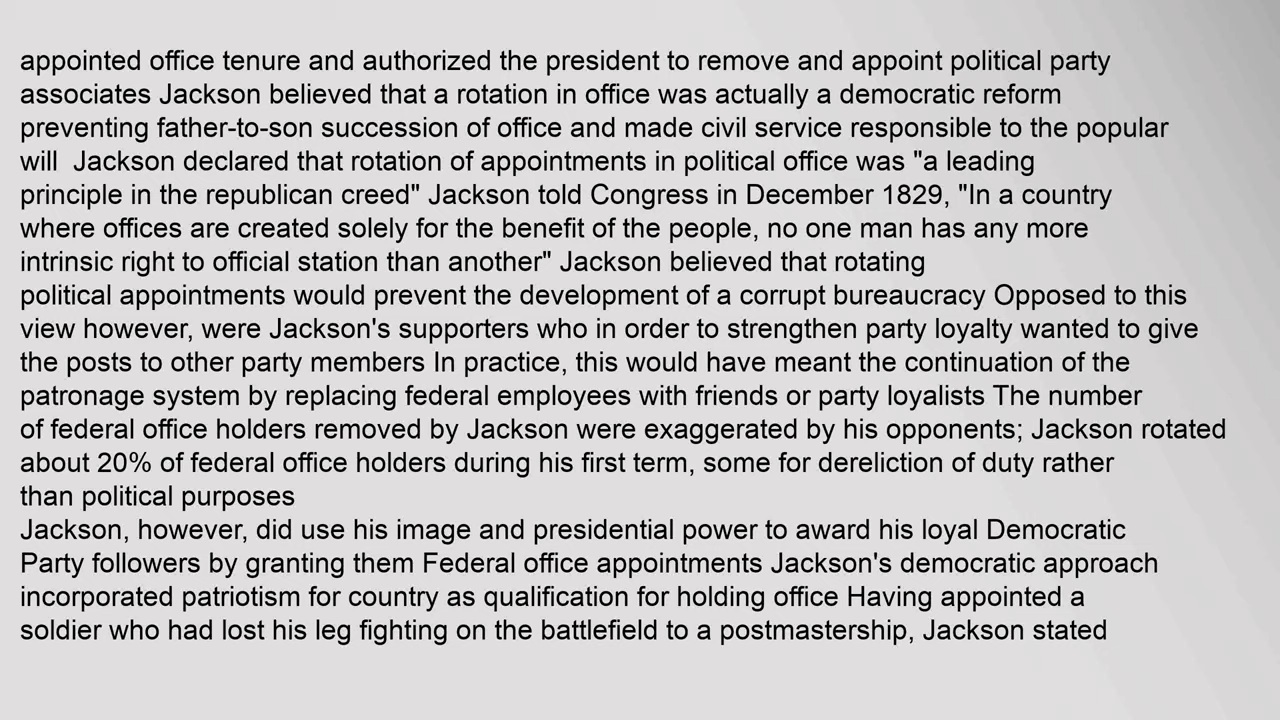 appointed office tenure and authorized the president to remove and appoint political party
associates Jackson believed that a rotation in office was actually a democratic reform
preventing father-to-son succession of office and made civil service responsible to the popular
will  Jackson declared that rotation of appointments in political office was "a leading
principle in the republican creed" Jackson told Congress in December 1829, "In a country
where offices are created solely for the benefit of the people, no one man has any more
intrinsic right to official station than another" Jackson believed that rotating
political appointments would prevent the development of a corrupt bureaucracy Opposed to this
view however, were Jackson's supporters who in order to strengthen party loyalty wanted to give
the posts to other party members In practice, this would have meant the continuation of the
patronage system by replacing federal employees with friends or party loyalists The number
of federal office holders removed by Jackson were exaggerated by his opponents; Jackson rotated
about 20% of federal office holders during his first term, some for dereliction of duty rather
than political purposes
Jackson, however, did use his image and presidential power to award his loyal Democratic
Party followers by granting them Federal office appointments Jackson's democratic approach
incorporated patriotism for country as qualification for holding office Having appointed a
soldier who had lost his leg fighting on the battlefield to a postmastership, Jackson stated